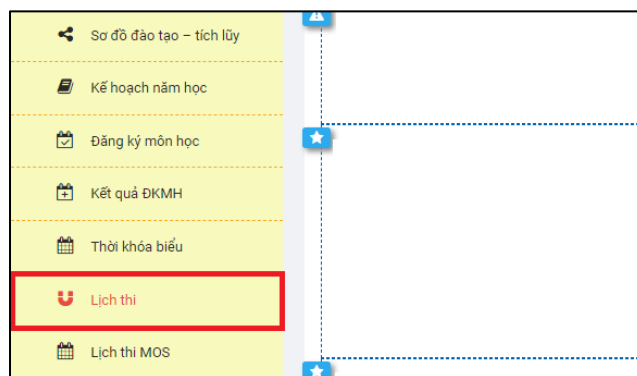 Sơ đồ đào tạo – tích lũy
Kế hoạch năm học
Đăng ký môn học
Kết quả ĐKMH
Thời khóa biểu
Lịch thi
Lịch thi MOS